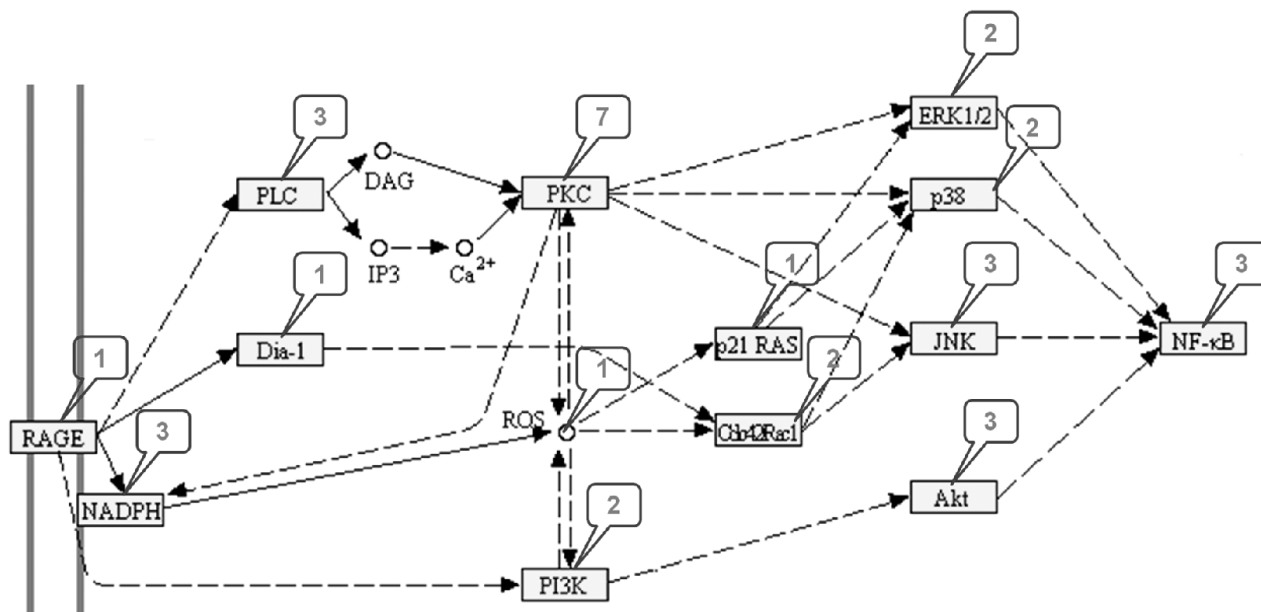 2
ERK1/2
2
p38
3
PLC
DAG
IP3
Ca2+
7
PKC
1
Dia-1
1
RAGE
3
NADPH
ROS
1
1
p21 RAS
2
3
JNK
3
NF-κB
3
Akt
2
PI3K